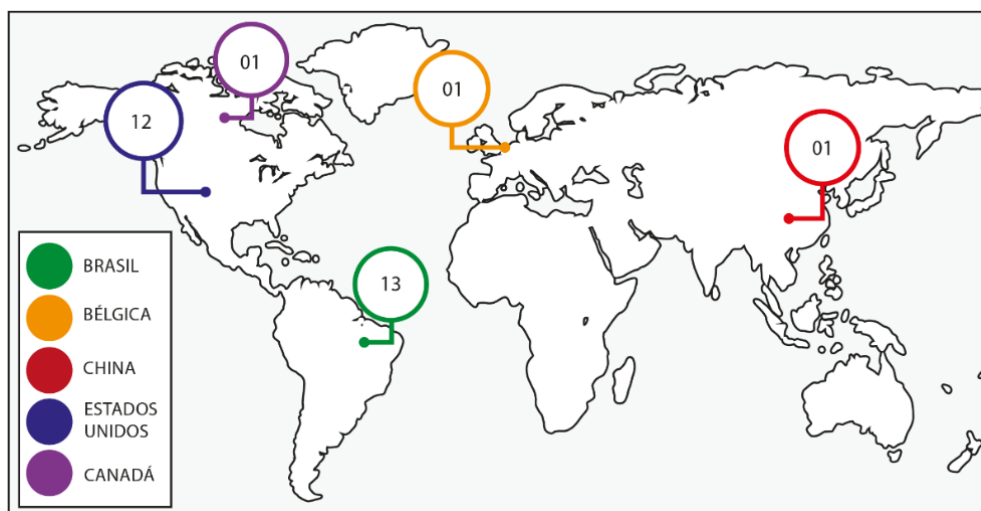 01
01
12
01
13
BRASIL
BÉLGICA
CHINA
ESTADOS
UNIDOS
CANADÁ